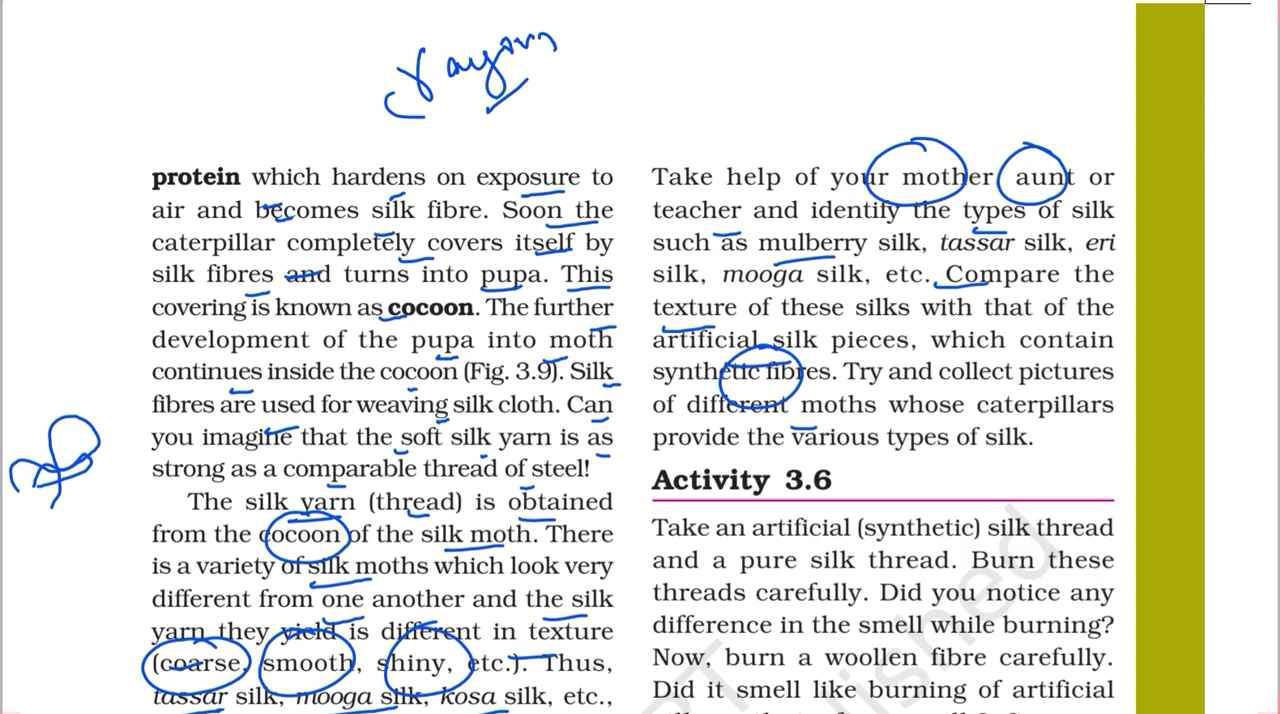 rayon
protein which hardens on exposure to
air and becomes silk fibre. Soon the
caterpillar completely covers itself by
silk fibres and turns into pupa. This
covering is known as cocoon. The further
development of the pupa into moth
continues inside the cocoon (Fig. 3.9). Silk
fibres are used for weaving silk cloth. Can
you imagine that the soft silk yarn is as
strong as a comparable thread of steel!
The silk yarn (thread) is obtained
from the cocoon of the silk moth. There
is a variety of silk moths which look very
different from one another and the silk
yarn they yield is different in texture
(coarse, smooth, shiny, etc.). Thus,
tassar silk, mooga silk, kosa silk, etc.,
Take help of your mother, aunt or
teacher and identify the types of silk
such as mulberry silk, tassar silk, eri
silk, mooga silk, etc. Compare the
texture of these silks with that of the
artificial silk pieces, which contain
synthetic fibres. Try and collect pictures
of different moths whose caterpillars
provide the various types of silk.
Activity 3.6
Take an artificial (synthetic) silk thread
and a pure silk thread. Burn these
threads carefully. Did you notice any
difference in the smell while burning?
Now, burn a woollen fibre carefully.
Did it smell like burning of artificial